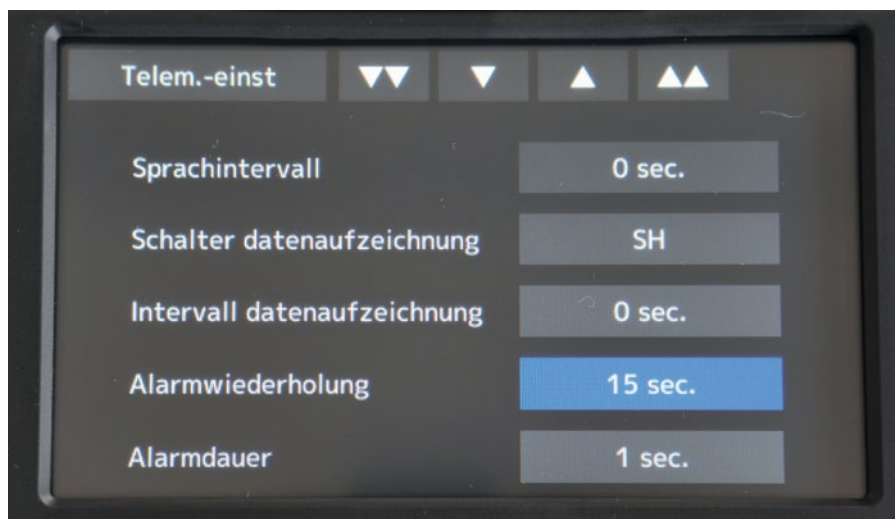 Telem.-einst ▼▼ ▼ ▲ ▲▲
Sprachintervall 0 sec.
Schalter datenaufzeichnung SH
Intervall datenaufzeichnung 0 sec.
Alarmwiederholung 15 sec.
Alarmdauer 1 sec.